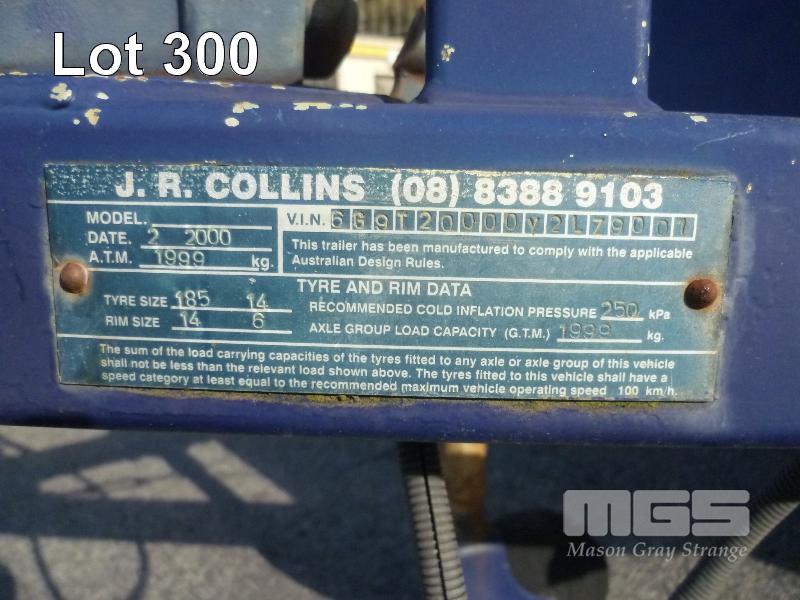 Lot 300
J. R. COLLINS (08) 8388 9103
MODEL.
DATE. 2 2000
A.T.M. 1999 kg.
V.I.N. 6G9T20000Y2L79001
This trailer has been manufactured to comply with the applicable
Australian Design Rules.
TYRE AND RIM DATA
TYRE SIZE 185 14
RIM SIZE 14 6
RECOMMENDED COLD INFLATION PRESSURE 250 kPa
AXLE GROUP LOAD CAPACITY (G.T.M.) 1999 kg.
The sum of the load carrying capacities of the tyres fitted to any axle or axle group of this vehicle
shall not be less than the relevant load shown above. The tyres fitted to this vehicle shall have a
speed category at least equal to the recommended maximum vehicle operating speed 100 km/h.
MGS
Mason Gray Strange